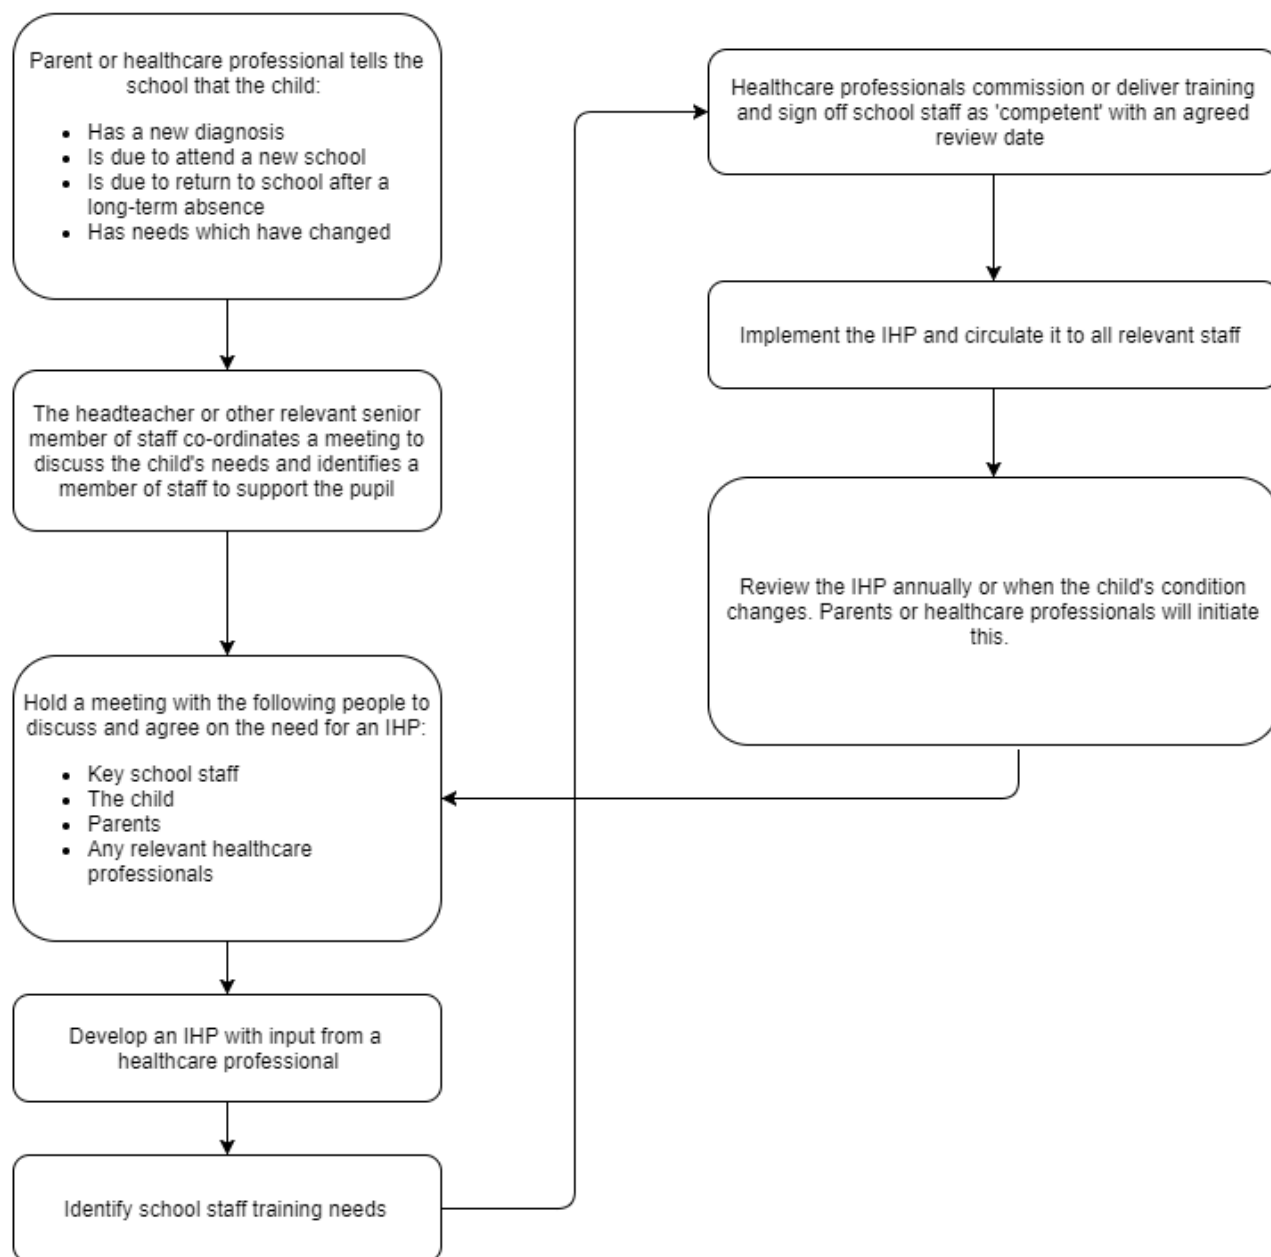 Parent or healthcare professional tells the
school that the child:
• Has a new diagnosis
• Is due to attend a new school
• Is due to return to school after a
long-term absence
• Has needs which have changed
The headteacher or other relevant senior
member of staff co-ordinates a meeting to
discuss the child's needs and identifies a
member of staff to support the pupil
Hold a meeting with the following people to
discuss and agree on the need for an IHP:
• Key school staff
• The child
• Parents
• Any relevant healthcare
professionals
Develop an IHP with input from a
healthcare professional
Identify school staff training needs
Healthcare professionals commission or deliver training
and sign off school staff as 'competent' with an agreed
review date
Implement the IHP and circulate it to all relevant staff
Review the IHP annually or when the child's condition
changes. Parents or healthcare professionals will initiate
this.